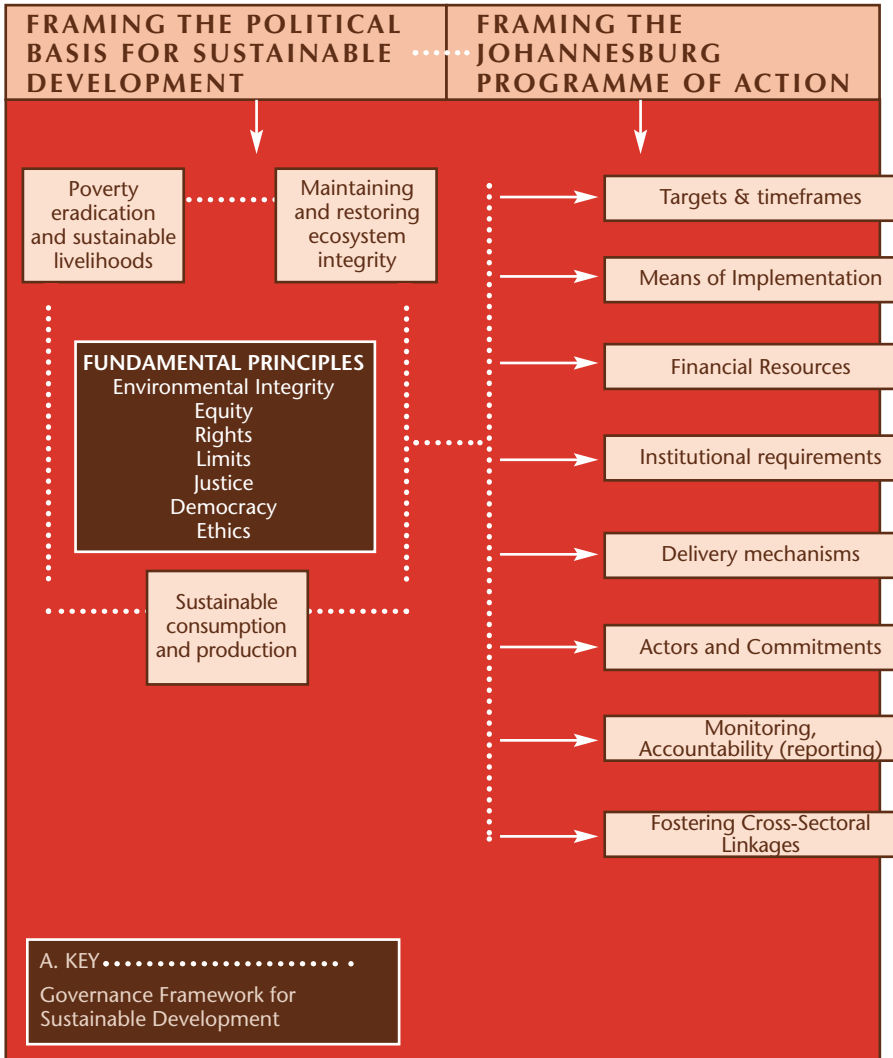 FRAMING THE POLITICAL
BASIS FOR SUSTAINABLE
DEVELOPMENT
FRAMING THE
JOHANNESBURG
PROGRAMME OF ACTION
Poverty
eradication
and sustainable
livelihoods
Maintaining
and restoring
ecosystem
integrity
FUNDAMENTAL PRINCIPLES
Environmental Integrity
Equity
Rights
Limits
Justice
Democracy
Ethics
Sustainable
consumption
and production
Targets & timeframes
Means of Implementation
Financial Resources
Institutional requirements
Delivery mechanisms
Actors and Commitments
Monitoring,
Accountability (reporting)
Fostering Cross-Sectoral
Linkages
A. KEY
Governance Framework for
Sustainable Development